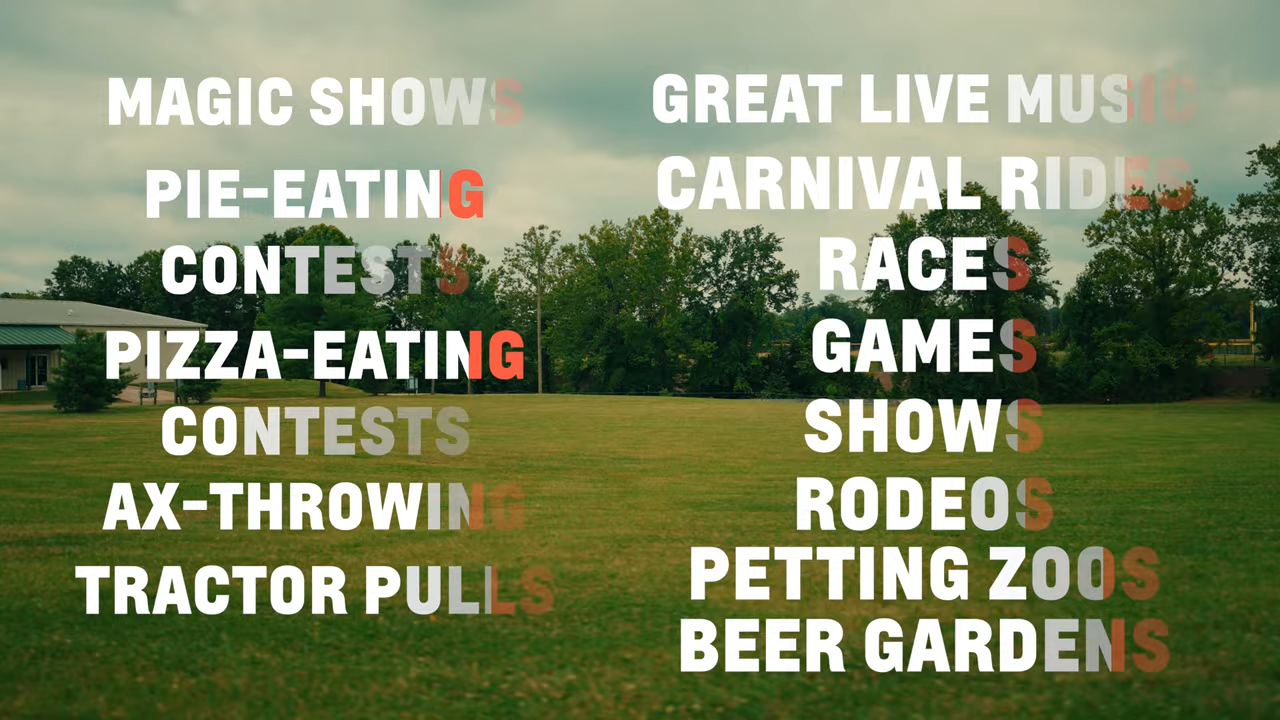 MAGIC SHOWS
PIE-EATING
CONTESTS
PIZZA-EATING
CONTESTS
AX-THROWING
TRACTOR PULLS
GREAT LIVE MUSIC
CARNIVAL RIDES
RACES
GAMES
SHOWS
RODEOS
PETTING ZOOS
BEER GARDENS